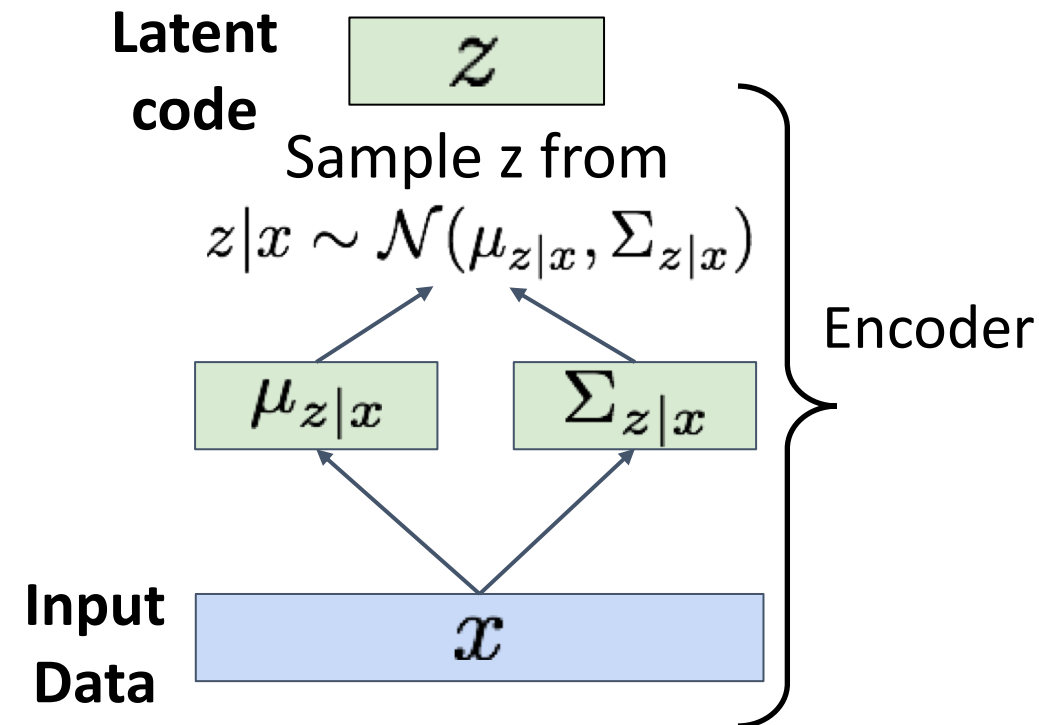 Latent
code
z
Sample z from
z|x ∼ 𝒩(μ_{z|x}, Σ_{z|x})
Encoder
μ_{z|x}
Σ_{z|x}
Input
Data
x